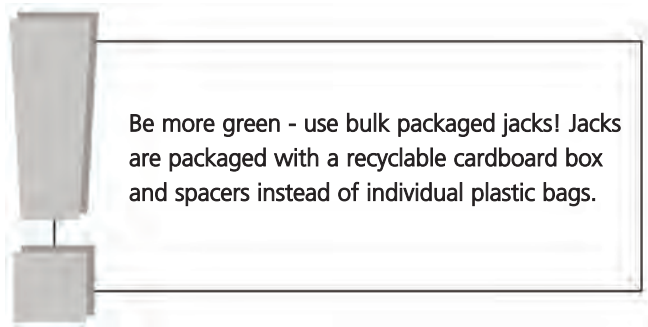 Be more green - use bulk packaged jacks! Jacks
are packaged with a recyclable cardboard box
and spacers instead of individual plastic bags.